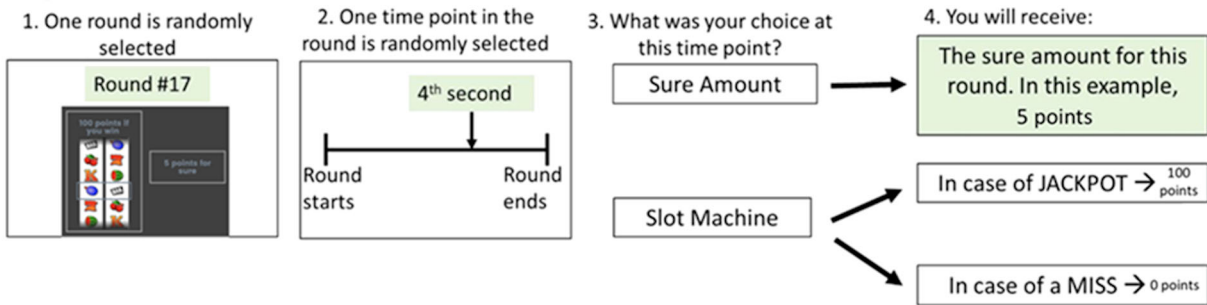 1. One round is randomly
selected
Round #17
100 points if
you win
5 points for
sure
2. One time point in the
round is randomly selected
4th second
Round
starts
Round
ends
3. What was your choice at
this time point?
Sure Amount
Slot Machine
4. You will receive:
The sure amount for this
round. In this example,
5 points
In case of JACKPOT → 100
points
In case of a MISS → 0 points